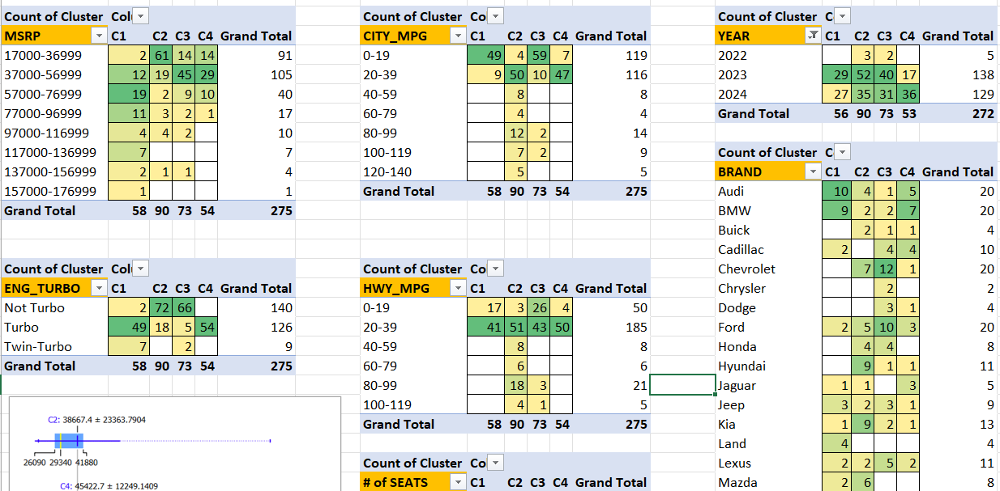 Count of Cluster Col
MSRP C1 C2 C3 C4 Grand Total
17000-36999 2 61 14 14 91
37000-56999 12 19 45 29 105
57000-76999 19 2 9 10 40
77000-96999 11 3 2 1 17
97000-116999 4 4 2 10
117000-136999 7 7
137000-156999 2 1 1 4
157000-176999 1 1
Grand Total 58 90 73 54 275
Count of Cluster Co
CITY_MPG C1 C2 C3 C4 Grand Total
0-19 49 4 59 7 119
20-39 9 50 10 47 116
40-59 8 8
60-79 4 4
80-99 12 2 14
100-119 7 2 9
120-140 5 5
Grand Total 58 90 73 54 275
Count of Cluster C
YEAR C1 C2 C3 C4 Grand Total
2022 3 2 5
2023 29 52 40 17 138
2024 27 35 31 36 129
Grand Total 56 90 73 53 272
Count of Cluster Col
ENG_TURBO C1 C2 C3 C4 Grand Total
Not Turbo 2 72 66 140
Turbo 49 18 5 54 126
Twin-Turbo 7 2 9
Grand Total 58 90 73 54 275
C2: 38667.4 ± 23363.7904
26090 29340 41880
C4: 45422.7 ± 12249.1409
Count of Cluster Co
HWY_MPG C1 C2 C3 C4 Grand Total
0-19 17 3 26 4 50
20-39 41 51 43 50 185
40-59 8 8
60-79 6 6
80-99 18 3 21
100-119 4 1 5
Grand Total 58 90 73 54 275
Count of Cluster Co
# of SEATS C1 C2 C3 C4 Grand Total
Count of Cluster C
BRAND C1 C2 C3 C4 Grand Total
Audi 10 4 1 5 20
BMW 9 2 2 7 20
Buick 2 1 1 4
Cadillac 2 4 4 10
Chevrolet 7 12 1 20
Chrysler 2 2
Dodge 3 1 4
Ford 2 5 10 3 20
Honda 4 4 8
Hyundai 9 1 1 11
Jaguar 1 1 3 5
Jeep 3 2 3 1 9
Kia 1 9 2 1 13
Land 4 4
Lexus 2 2 5 2 11
Mazda 2 6 8